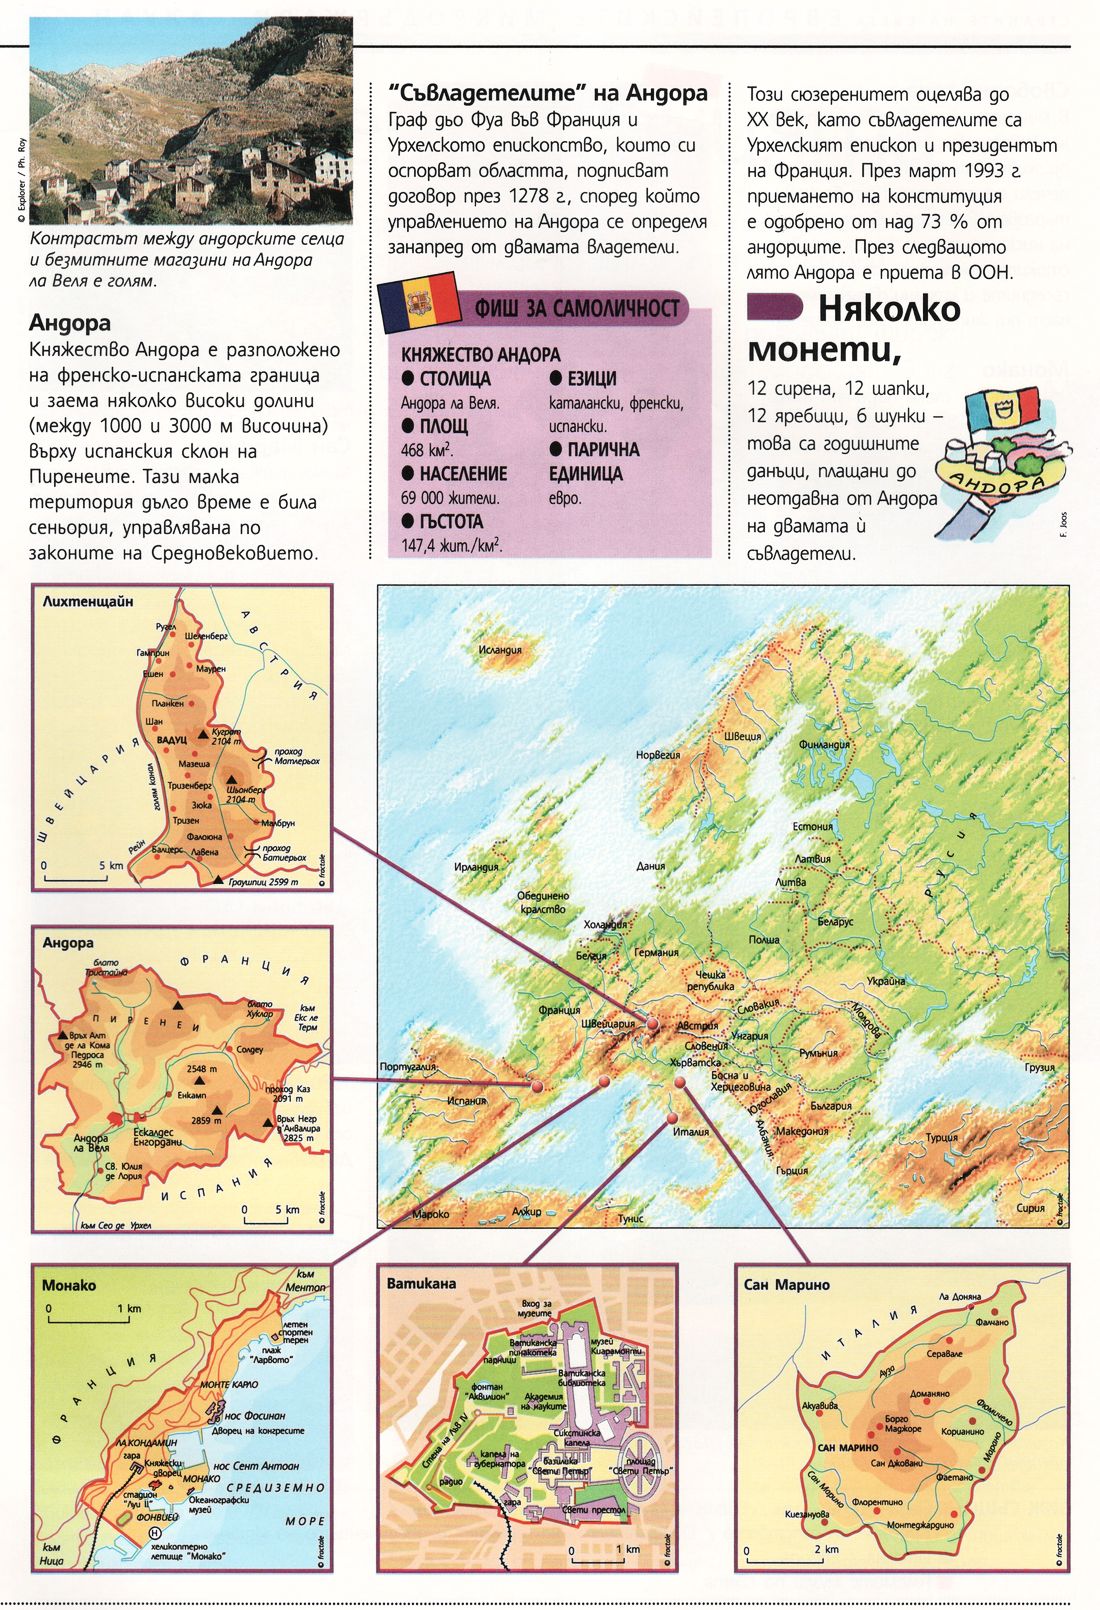 © Explorer / Ph. Roy
Контрастът между андорските селца
и безмитните магазини на Андора
ла Веля е голям.
Андора
Княжество Андора е разположено
на френско-испанската граница
и заема няколко високи долини
(между 1000 и 3000 м височина)
върху испанския склон на
Пиренеите. Тази малка
територия дълго време е била
сеньория, управлявана по
законите на Средновековието.
“Съвладетелите” на Андора
Граф дьо Фуа във Франция и
Урхелското епископство, които си
оспорват областта, подписват
договор през 1278 г., според който
управлението на Андора се определя
занапред от двамата владетели.
ФИШ ЗА САМОЛИЧНОСТ
КНЯЖЕСТВО АНДОРА
● СТОЛИЦА
Андора ла Веля.
● ПЛОЩ
468 км².
● НАСЕЛЕНИЕ
69 000 жители.
● ГЪСТОТА
147,4 жит./км².
● ЕЗИЦИ
каталански, френски,
испански.
● ПАРИЧНА
ЕДИНИЦА
евро.
Този сюзеренитет оцелява до
XX век, като съвладетелите са
Урхелският епископ и президентът
на Франция. През март 1993 г.
приемането на конституция
е одобрено от над 73 % от
андорците. През следващото
лято Андора е приета в ООН.
Няколко
монети,
12 сирена, 12 шапки,
12 яребици, 6 шунки –
това са годишните
данъци, плащани до
неотдавна от Андора
на двамата ѝ
съвладетели.
АНДОРА
F. Joos
Лихтенщайн
АВСТРИЯ
ШВЕЙЦАРИЯ
Ругел
Шеленберг
Гамприн
Маурен
Ешен
Планкен
Шан
Куграт
2104 m
ВАДУЦ
проход
Матлерьох
Мазеша
Тризенберг
Шьонберг
2104 m
голям канал
Зюка
Тризен
Малбрун
Фалоюна
Рейн
Балцерс
Лавена
проход
Батиерьох
Граушпиц 2599 m
0 5 km
© fractale
Андора
ФРАНЦИЯ
блато
Тристайна
блато
Хуклар
към
Екс ле
Терм
ПИРЕНЕИ
Връх Алт
де ла Кома
Педроса
2946 m
Солдеу
2548 m
Енкамп
проход Каз
2091 m
2859 m
Връх Негр
д'Анвалира
2825 m
Андора
ла Веля
Ескалдес
Енгордани
Св. Юлия
де Лория
ИСПАНИЯ
0 5 km
към Сео де Урхел
© fractale
Исландия
Швеция
Финландия
Норвегия
Естония
Латвия
Литва
Русия
Ирландия
Дания
Обединено
кралство
Холандия
Беларус
Белгия
Германия
Полша
Чешка
република
Украйна
Словакия
Франция
Швейцария
Австрия
Молдова
Унгария
Словения
Румъния
Хърватска
Португалия
Босна и
Херцеговина
Грузия
Испания
Югославия
България
Италия
Албания
Македония
Турция
Гърция
Мароко
Алжир
Тунис
Сирия
© fractale
Монако
0 1 km
към
Ментон
ФРАНЦИЯ
летен
спортен
терен
плаж
"Ларвото"
МОНТЕ КАРЛО
нос Фосинан
Дворец на конгресите
ЛА КОНДАМИН
гара
Княжески
дворец
нос Сент Антоан
МОНАКО
СРЕДИЗЕМНО
МОРЕ
стадион
"Луи II"
Океанографски
музей
ФОНВИЕЙ
H
хеликоптерно
летище "Монако"
към
Ница
© fractale
Ватикана
вход за
музеите
Ватиканска
пинакотека
музей
Киарамонти
парници
Ватиканска
библиотека
фонтан
"Аквилион"
Академия
на науките
Стена на Лъв IV
Сикстинска
капела
капела на
губернатора
базилика
"Свети Петър"
площад
"Свети Петър"
радио
гара
Свети престол
0 1 km
© fractale
Сан Марино
ИТАЛИЯ
Ла Доняна
Фалчано
Серавале
Ауза
Доманяно
Акуавива
Борго
Маджоре
Фюмичело
Корианино
САН МАРИНО
Марано
Сан Джовани
Фаетано
Сан Марино
Флорентино
Киезануова
Монтеджардино
0 2 km
© fractale